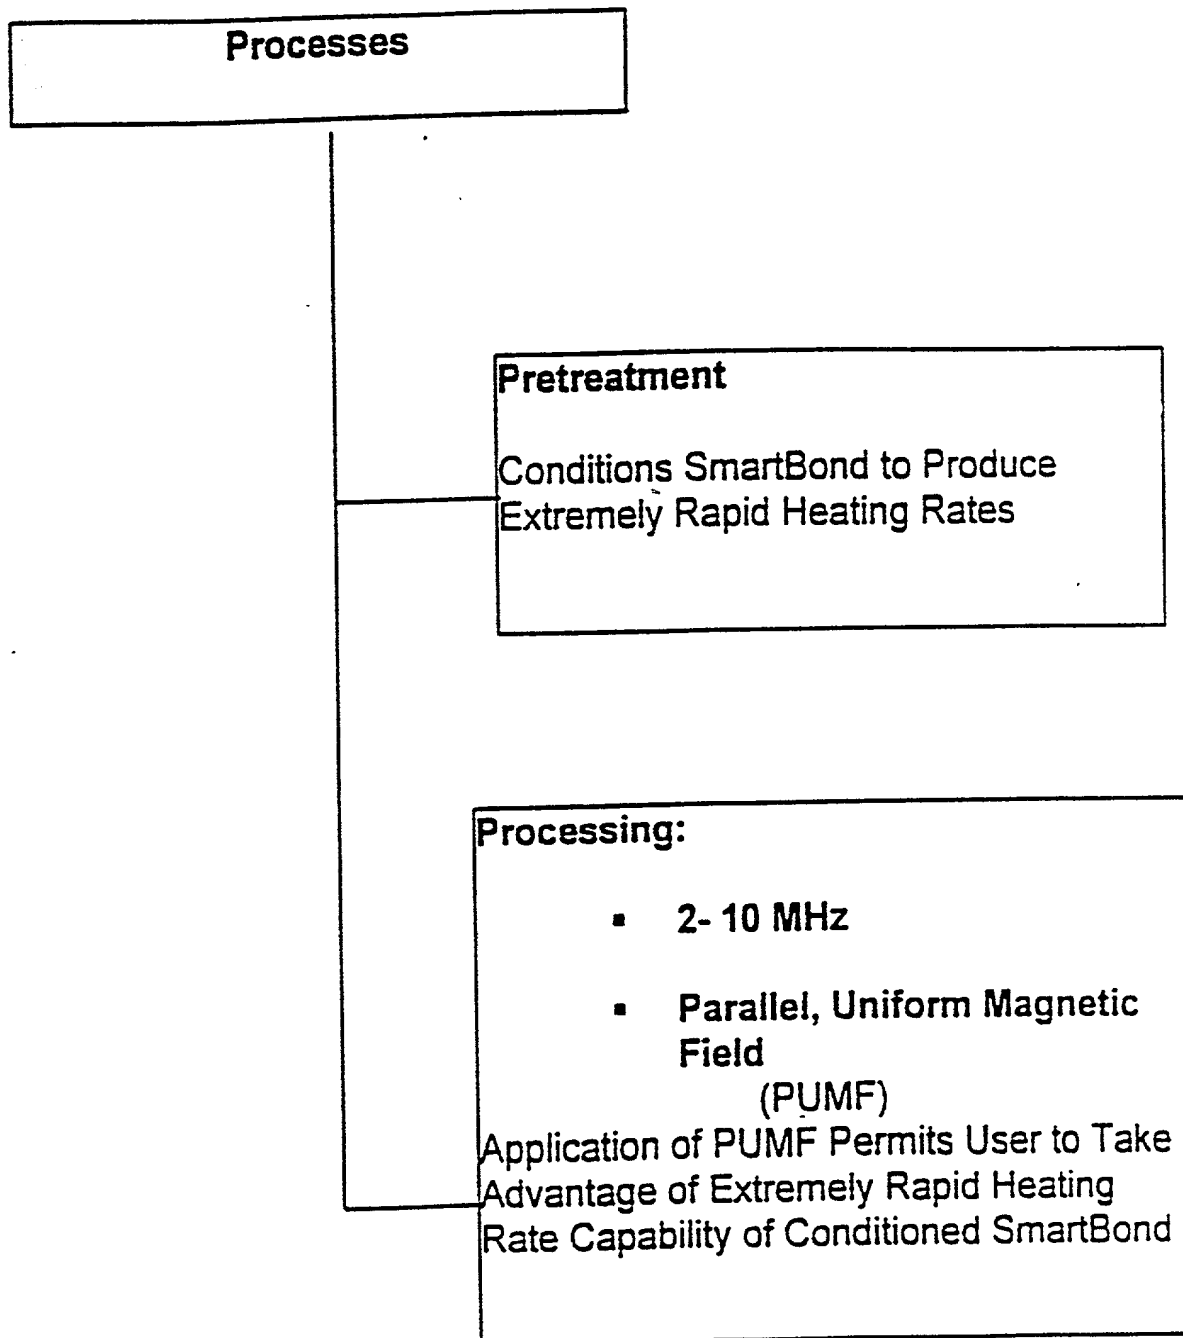 Processes
Pretreatment
Conditions SmartBond to Produce
Extremely Rapid Heating Rates
Processing:
▪ 2- 10 MHz
▪ Parallel, Uniform Magnetic
Field
(PUMF)
Application of PUMF Permits User to Take
Advantage of Extremely Rapid Heating
Rate Capability of Conditioned SmartBond